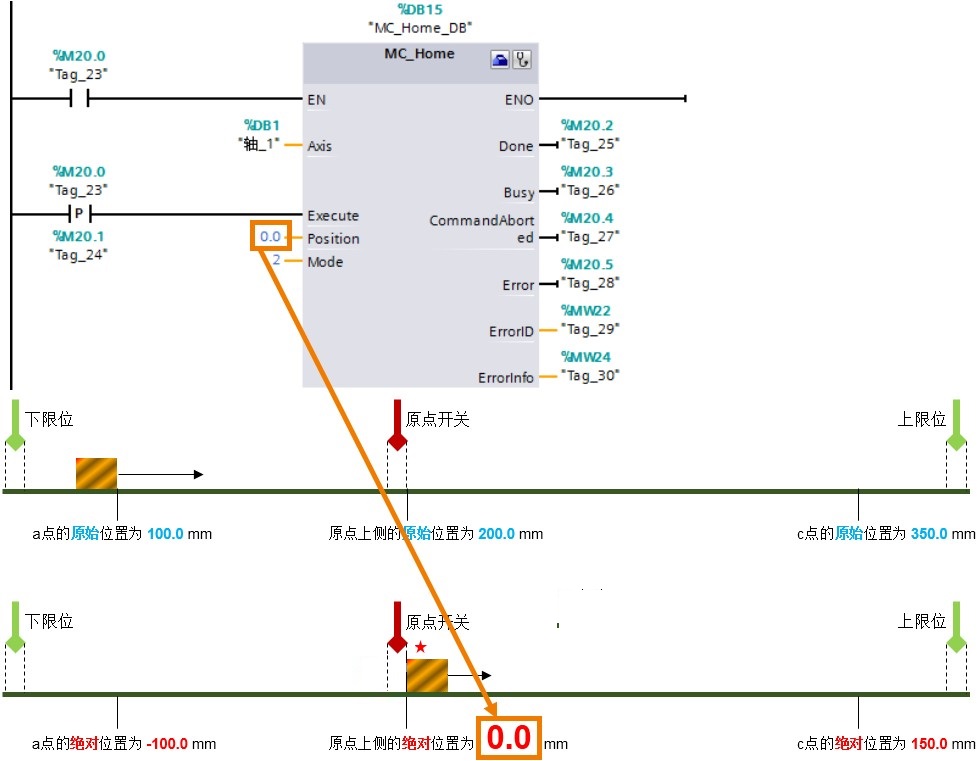 %DB15
"MC_Home_DB"
MC_Home
%M20.0
"Tag_23"
EN
ENO
%DB1
"轴_1"
Axis
Done
%M20.2
"Tag_25"
Busy
%M20.3
"Tag_26"
%M20.0
"Tag_23"
P
%M20.1
"Tag_24"
Execute
CommandAbort
ed
%M20.4
"Tag_27"
0.0
Position
2
Mode
Error
%M20.5
"Tag_28"
ErrorID
%MW22
"Tag_29"
ErrorInfo
%MW24
"Tag_30"
下限位
原点开关
上限位
a点的原始位置为 100.0 mm
原点上侧的原始位置为 200.0 mm
c点的原始位置为 350.0 mm
下限位
原点开关
上限位
a点的绝对位置为 -100.0 mm
原点上侧的绝对位置为 0.0 mm
c点的绝对位置为 150.0 mm